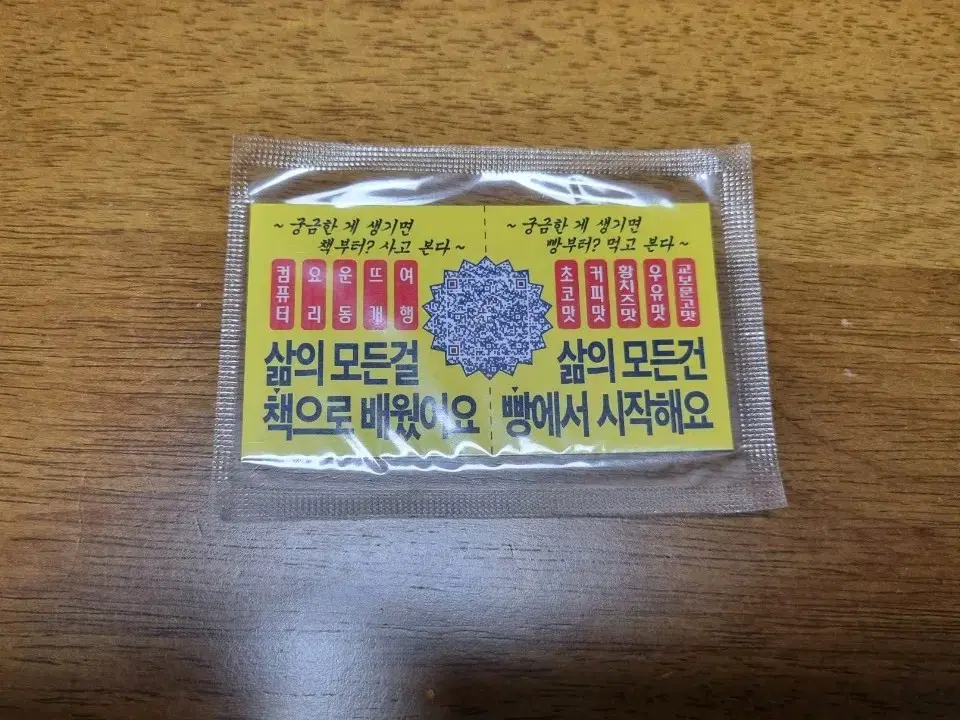 ~ 궁금한 게 생기면
책부터? 사고 본다 ~
컴퓨터
요리
운동
뜨개
여행
삶의 모든걸
책으로 배웠어요
~ 궁금한 게 생기면
빵부터? 먹고 본다 ~
초코맛
커피맛
황치즈맛
우유맛
교보문고맛
삶의 모든건
빵에서 시작해요